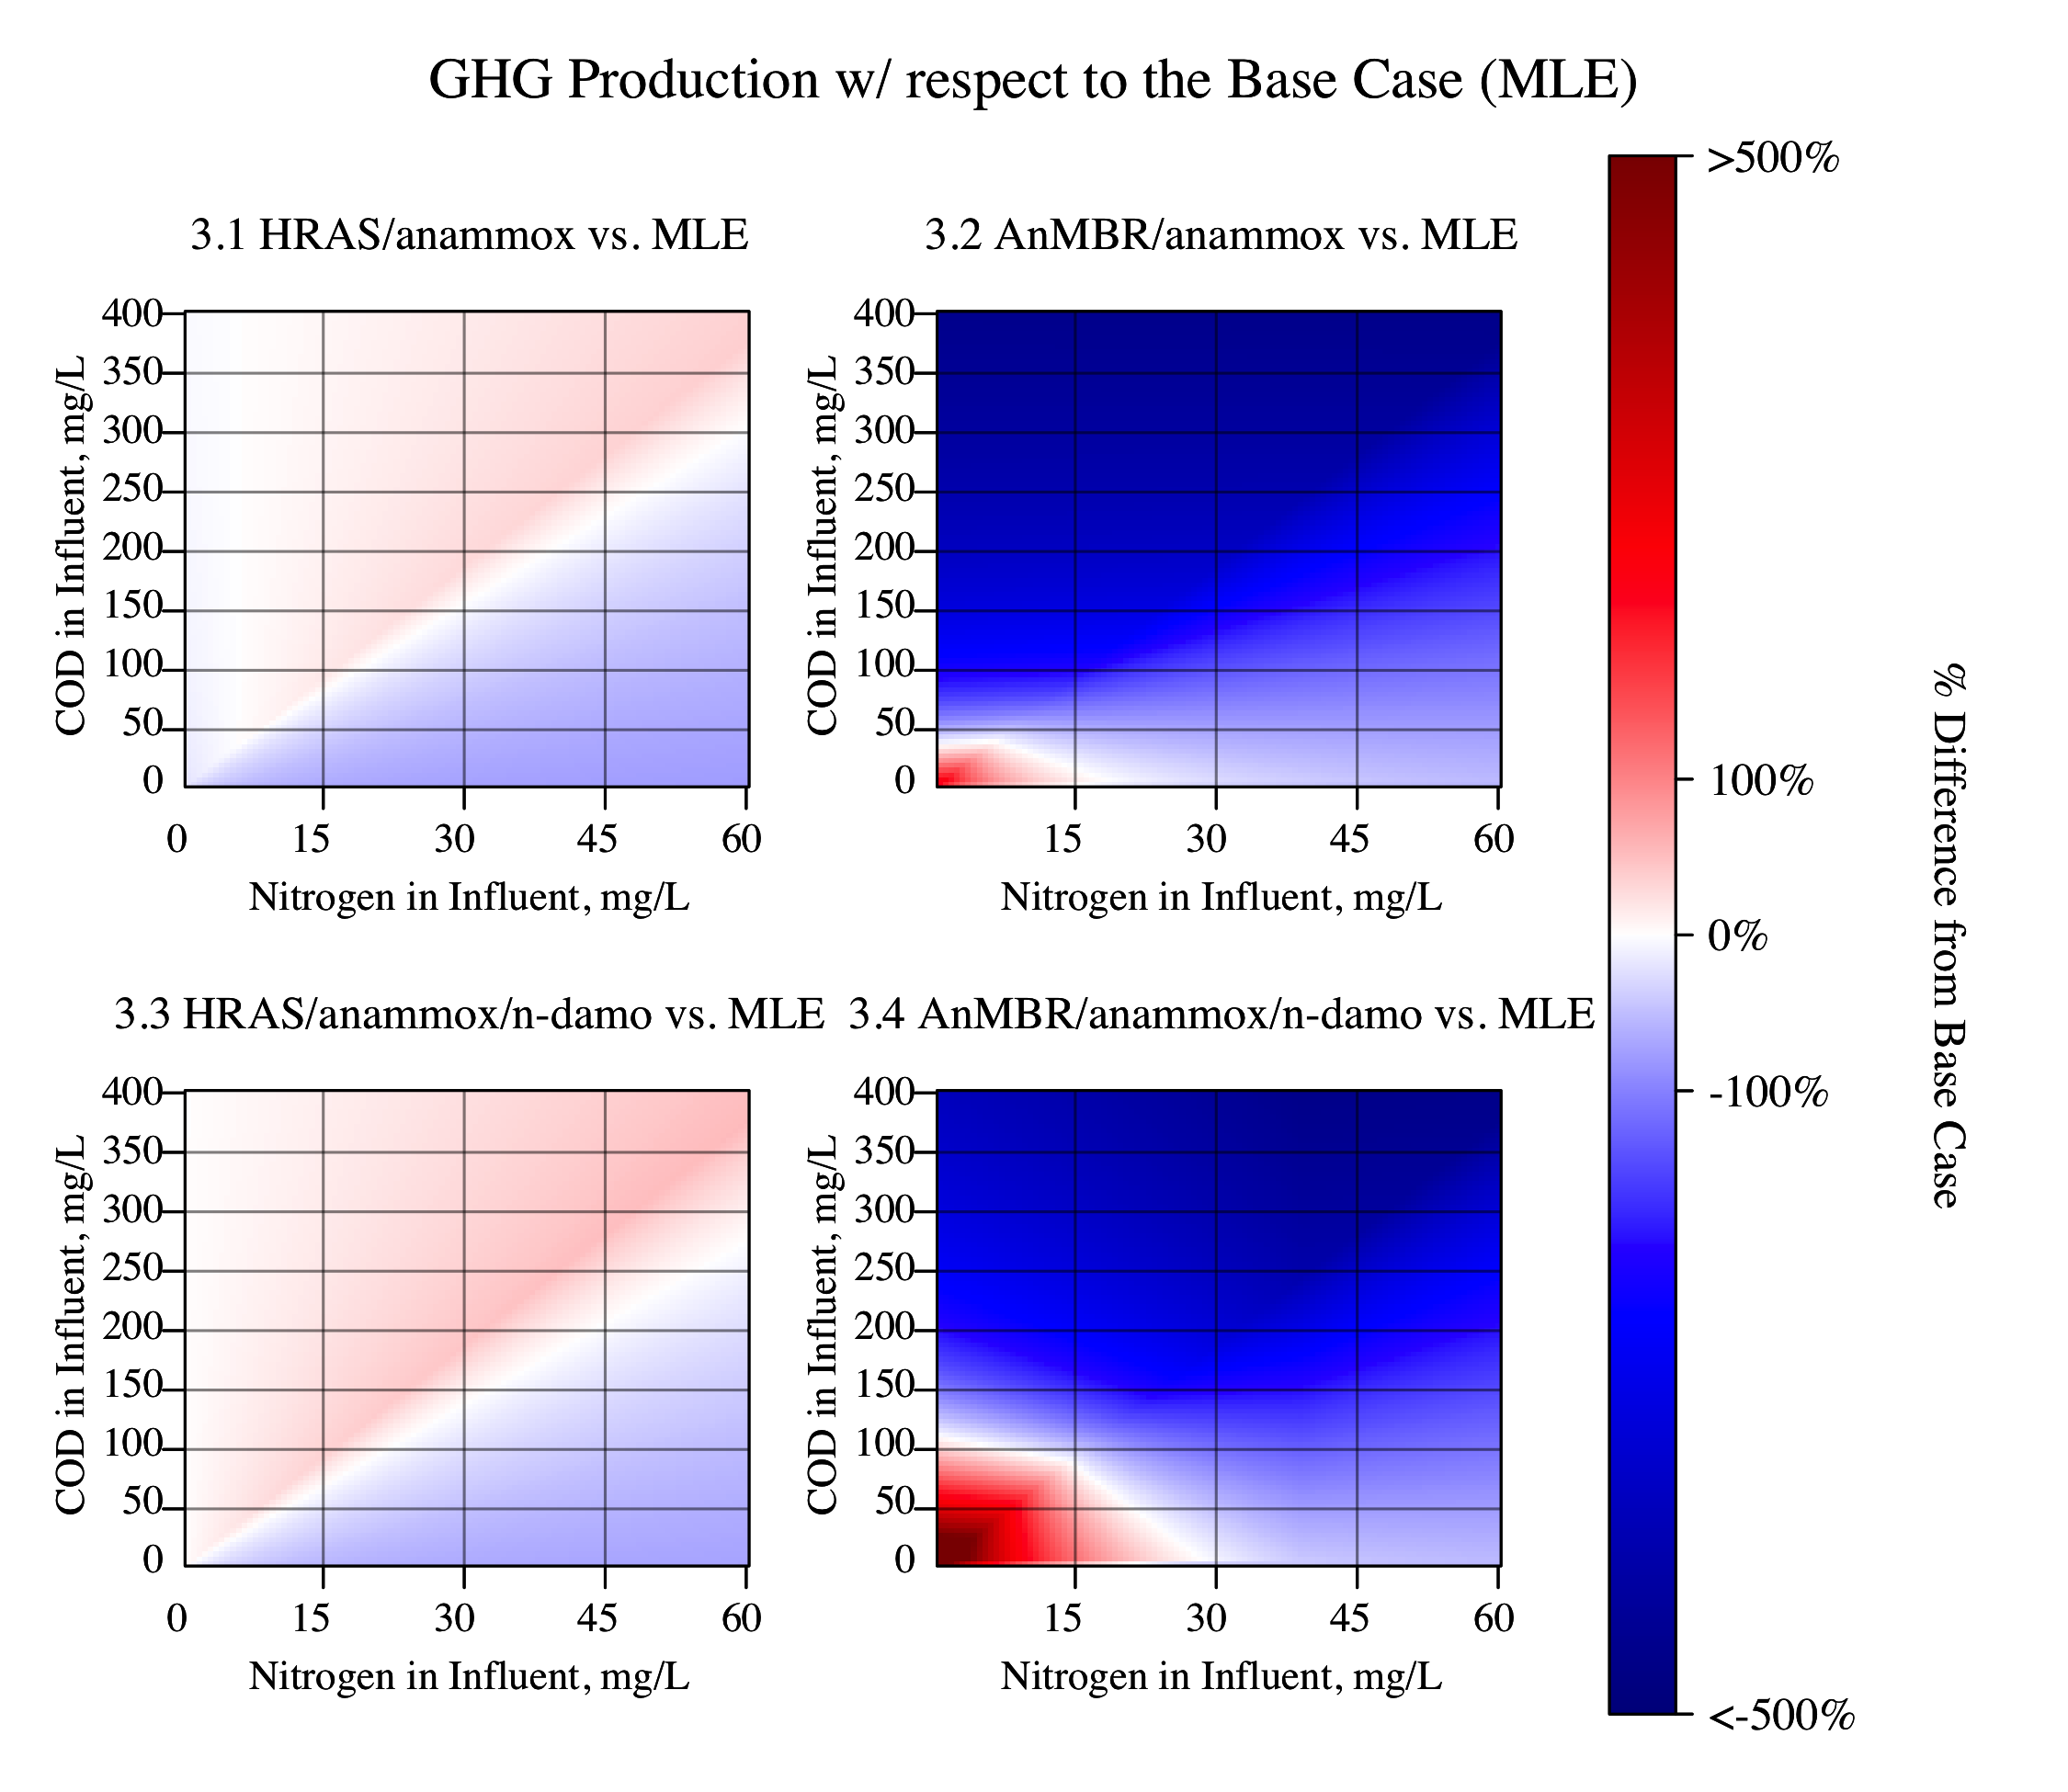 GHG Production w/ respect to the Base Case (MLE)
3.1 HRAS/anammox vs. MLE
400
350
300
250
200
150
100
50
0
COD in Influent, mg/L
0 15 30 45 60
Nitrogen in Influent, mg/L
3.2 AnMBR/anammox vs. MLE
400
350
300
250
200
150
100
50
0
COD in Influent, mg/L
15 30 45 60
Nitrogen in Influent, mg/L
3.3 HRAS/anammox/n-damo vs. MLE
400
350
300
250
200
150
100
50
0
COD in Influent, mg/L
0 15 30 45 60
Nitrogen in Influent, mg/L
3.4 AnMBR/anammox/n-damo vs. MLE
400
350
300
250
200
150
100
50
0
COD in Influent, mg/L
15 30 45 60
Nitrogen in Influent, mg/L
>500%
100%
0%
-100%
<-500%
% Difference from Base Case